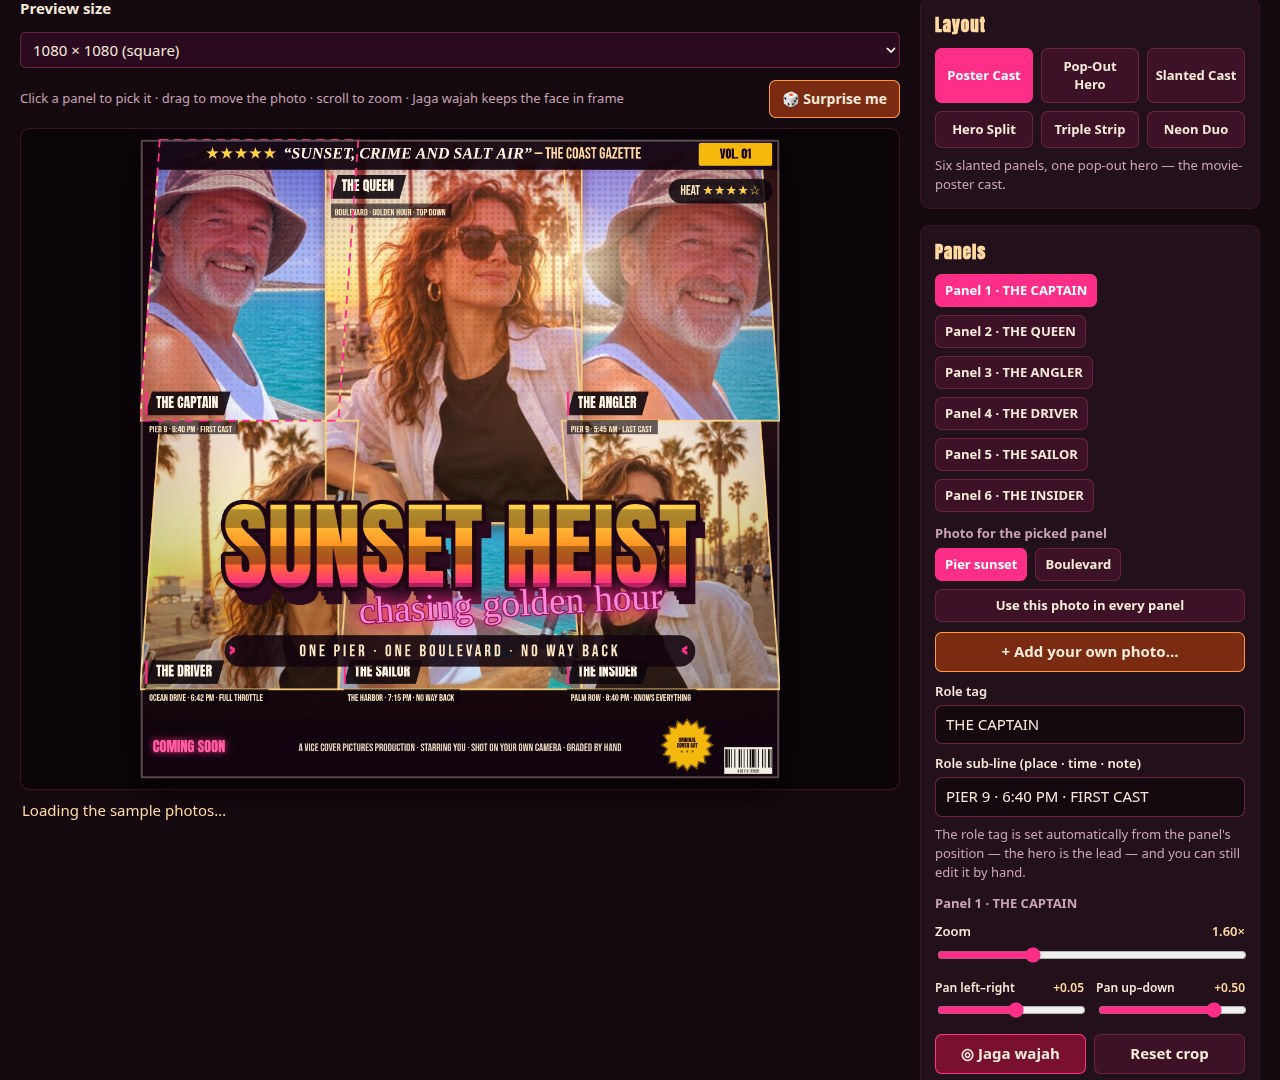 Preview size
1080 × 1080 (square)
Click a panel to pick it · drag to move the photo · scroll to zoom · Jaga wajah keeps the face in frame
🎲 Surprise me
★★★★★ “SUNSET, CRIME AND SALT AIR” – THE COAST GAZETTE
VOL. 01
THE QUEEN
BOULEVARD · GOLDEN HOUR · TOP DOWN
HEAT ★★★★☆
THE CAPTAIN
PIER 9 · 6:40 PM · FIRST CAST
THE ANGLER
PIER 9 · 5:45 AM · LAST CAST
SUNSET HEIST
chasing golden hour
ONE PIER · ONE BOULEVARD · NO WAY BACK
THE DRIVER
OCEAN DRIVE · 6:42 PM · FULL THROTTLE
THE SAILOR
THE HARBOR · 7:15 PM · NO WAY BACK
THE INSIDER
PALM ROW · 8:40 PM · KNOWS EVERYTHING
COMING SOON
A VICE COVER PICTURES PRODUCTION · STARRING YOU · SHOT ON YOUR OWN CAMERA · GRADED BY HAND
Loading the sample photos…
Layout
Poster Cast
Pop-Out
Hero
Slanted Cast
Hero Split
Triple Strip
Neon Duo
Six slanted panels, one pop-out hero — the movie-
poster cast.
Panels
Panel 1 · THE CAPTAIN
Panel 2 · THE QUEEN
Panel 3 · THE ANGLER
Panel 4 · THE DRIVER
Panel 5 · THE SAILOR
Panel 6 · THE INSIDER
Photo for the picked panel
Pier sunset
Boulevard
Use this photo in every panel
+ Add your own photo…
Role tag
THE CAPTAIN
Role sub-line (place · time · note)
PIER 9 · 6:40 PM · FIRST CAST
The role tag is set automatically from the panel's
position — the hero is the lead — and you can still
edit it by hand.
Panel 1 · THE CAPTAIN
Zoom 1.60×
Pan left–right +0.05
Pan up–down +0.50
◎ Jaga wajah
Reset crop